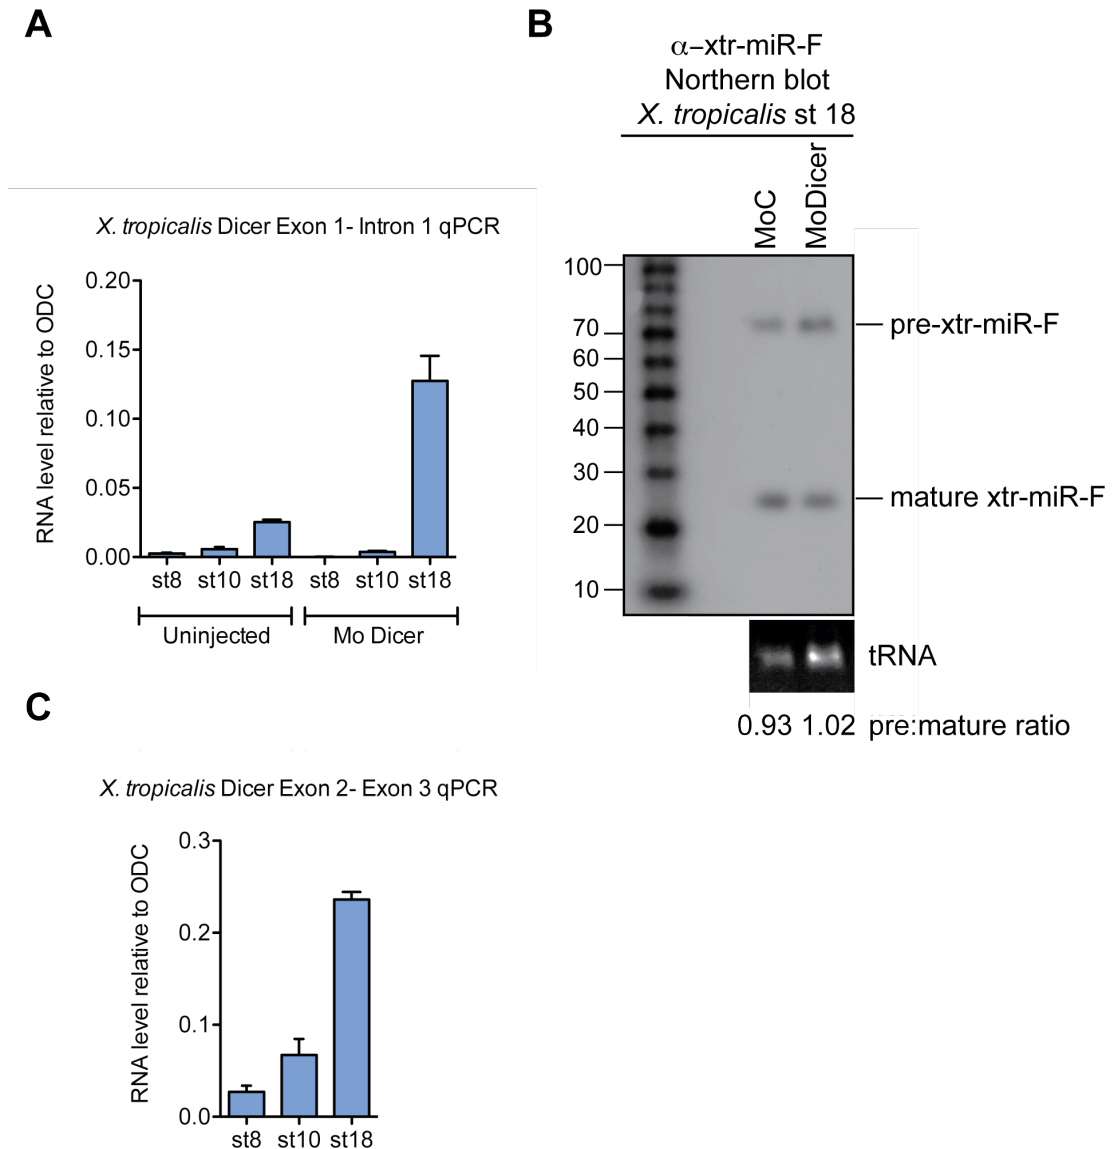 A
X. tropicalis Dicer Exon 1- Intron 1 qPCR
RNA level relative to ODC
0.20
0.15
0.10
0.05
0.00
st8 st10 st18 st8 st10 st18
Uninjected Mo Dicer
B
α–xtr-miR-F
Northern blot
X. tropicalis st 18
MoC
MoDicer
100
70
60
50
40
30
20
10
pre-xtr-miR-F
mature xtr-miR-F
tRNA
0.93 1.02 pre:mature ratio
C
X. tropicalis Dicer Exon 2- Exon 3 qPCR
RNA level relative to ODC
0.3
0.2
0.1
0.0
st8 st10 st18